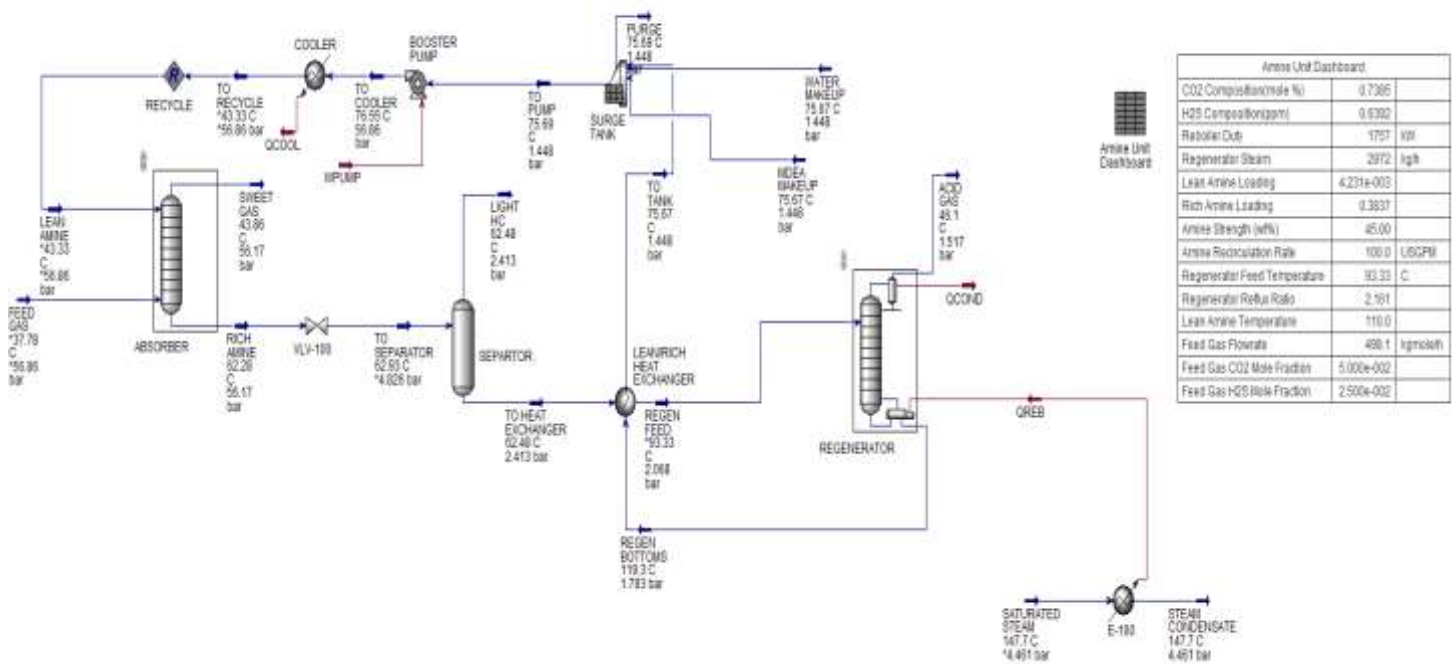 PURGE
75.69 C
1.448
bar
COOLER
BOOSTER
PUMP
RECYCLE
TO
RECYCLE
*43.33 C
*56.86 bar
QCOOL
TO
COOLER
76.55 C
56.86
bar
WPUMP
TO
PUMP
75.69
C
1.448
bar
SURGE
TANK
WATER
MAKEUP
75.67 C
1.448
bar
MDEA
MAKEUP
75.67 C
1.448
bar
TO
TANK
75.67
C
1.448
bar
LEAN
AMINE
*43.33
C
*56.86
bar
SWEET
GAS
43.86
C
56.17
bar
FEED
GAS
*37.78
C
*56.86
bar
ABSORBER
RICH
AMINE
62.28
C
56.17
bar
VLV-100
TO
SEPARATOR
62.93 C
*4.826 bar
LIGHT
HC
62.48
C
2.413
bar
SEPARTOR
TO HEAT
EXCHANGER
62.48 C
2.413 bar
LEAN/RICH
HEAT
EXCHANGER
REGEN
FEED
*93.33
C
2.068
bar
ACID
GAS
49.1
C
1.517
bar
QCOND
REGENERATOR
REGEN
BOTTOMS
119.3 C
1.783 bar
QREB
SATURATED
STEAM
147.7 C
*4.461 bar
E-100
STEAM
CONDENSATE
147.7 C
4.461 bar
Amine Unit
Dashboard
Amine Unit Dashboard
CO2 Composition(mole %) 0.7385
H2S Composition(ppm) 0.6392
Reboiler Duty 1757 kW
Regenerator Steam 2972 kg/h
Lean Amine Loading 4.231e-003
Rich Amine Loading 0.3837
Amine Strength (wt%) 45.00
Amine Recirculation Rate 100.0 USGPM
Regenerator Feed Temperature 93.33 C
Regenerator Reflux Ratio 2.161
Lean Amine Temperature 110.0
Feed Gas Flowrate 498.1 kgmole/h
Feed Gas CO2 Mole Fraction 5.000e-002
Feed Gas H2S Mole Fraction 2.500e-002